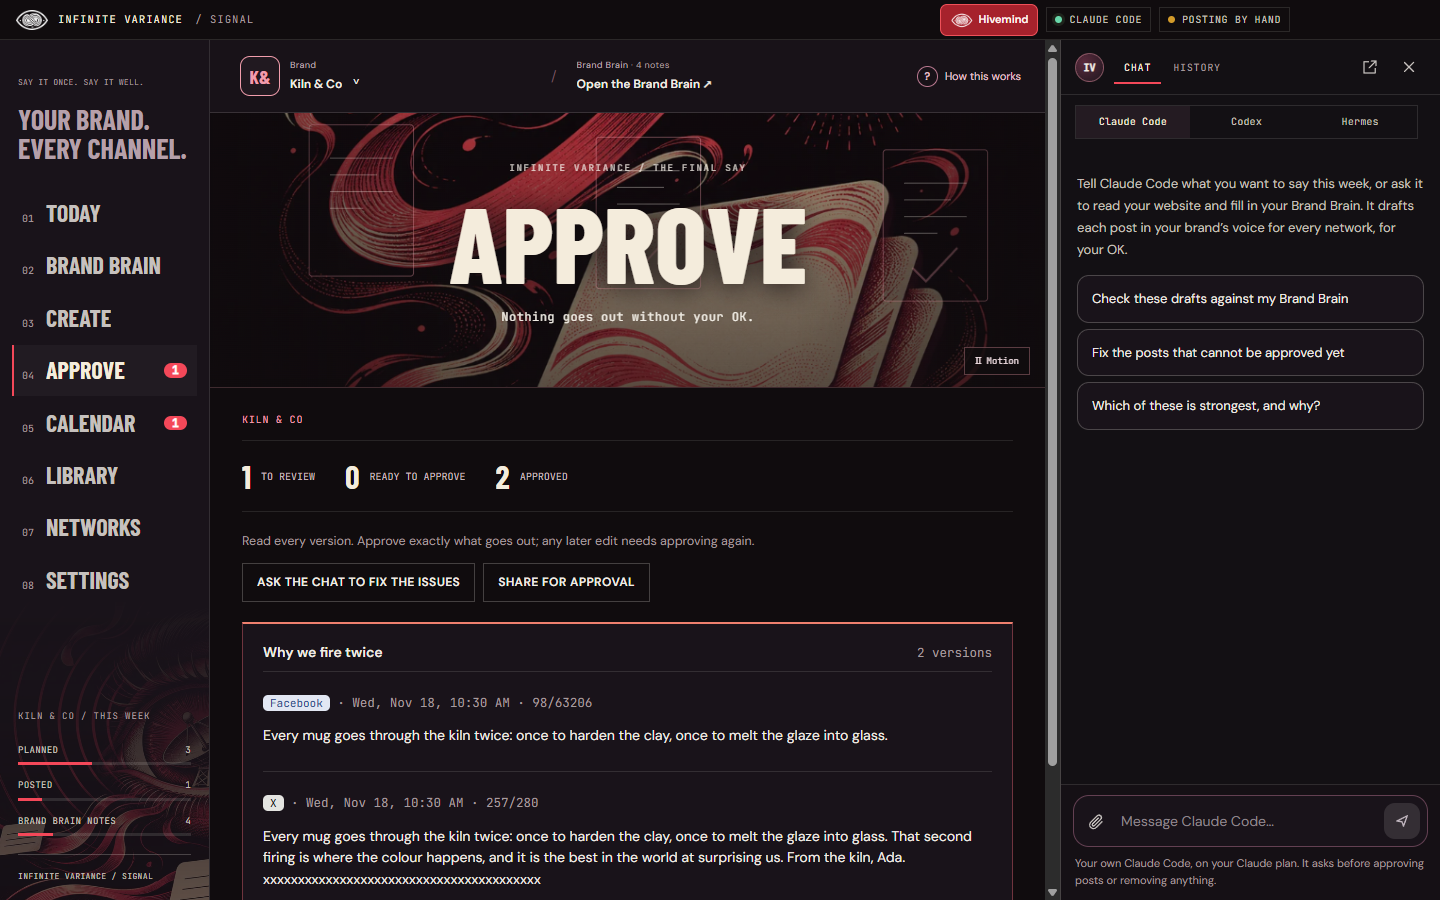 INFINITE VARIANCE / SIGNAL
Hivemind
CLAUDE CODE
POSTING BY HAND
SAY IT ONCE. SAY IT WELL.
YOUR BRAND.
EVERY CHANNEL.
01 TODAY
02 BRAND BRAIN
03 CREATE
04 APPROVE 1
05 CALENDAR 1
06 LIBRARY
07 NETWORKS
08 SETTINGS
KILN & CO / THIS WEEK
PLANNED 3
POSTED 1
BRAND BRAIN NOTES 4
INFINITE VARIANCE / SIGNAL
K&
Brand
Kiln & Co
/
Brand Brain · 4 notes
Open the Brand Brain ↗
? How this works
INFINITE VARIANCE / THE FINAL SAY
APPROVE
Nothing goes out without your OK.
Motion
KILN & CO
1 TO REVIEW
0 READY TO APPROVE
2 APPROVED
Read every version. Approve exactly what goes out; any later edit needs approving again.
ASK THE CHAT TO FIX THE ISSUES
SHARE FOR APPROVAL
Why we fire twice
2 versions
Facebook · Wed, Nov 18, 10:30 AM · 98/63206
Every mug goes through the kiln twice: once to harden the clay, once to melt the glaze into glass.
X · Wed, Nov 18, 10:30 AM · 257/280
Every mug goes through the kiln twice: once to harden the clay, once to melt the glaze into glass. That second
firing is where the colour happens, and it is the best in the world at surprising us. From the kiln, Ada.
xxxxxxxxxxxxxxxxxxxxxxxxxxxxxxxxxxxxxxxx
IV
CHAT
HISTORY
Claude Code
Codex
Hermes
Tell Claude Code what you want to say this week, or ask it
to read your website and fill in your Brand Brain. It drafts
each post in your brand's voice for every network, for
your OK.
Check these drafts against my Brand Brain
Fix the posts that cannot be approved yet
Which of these is strongest, and why?
Message Claude Code...
Your own Claude Code, on your Claude plan. It asks before approving
posts or removing anything.